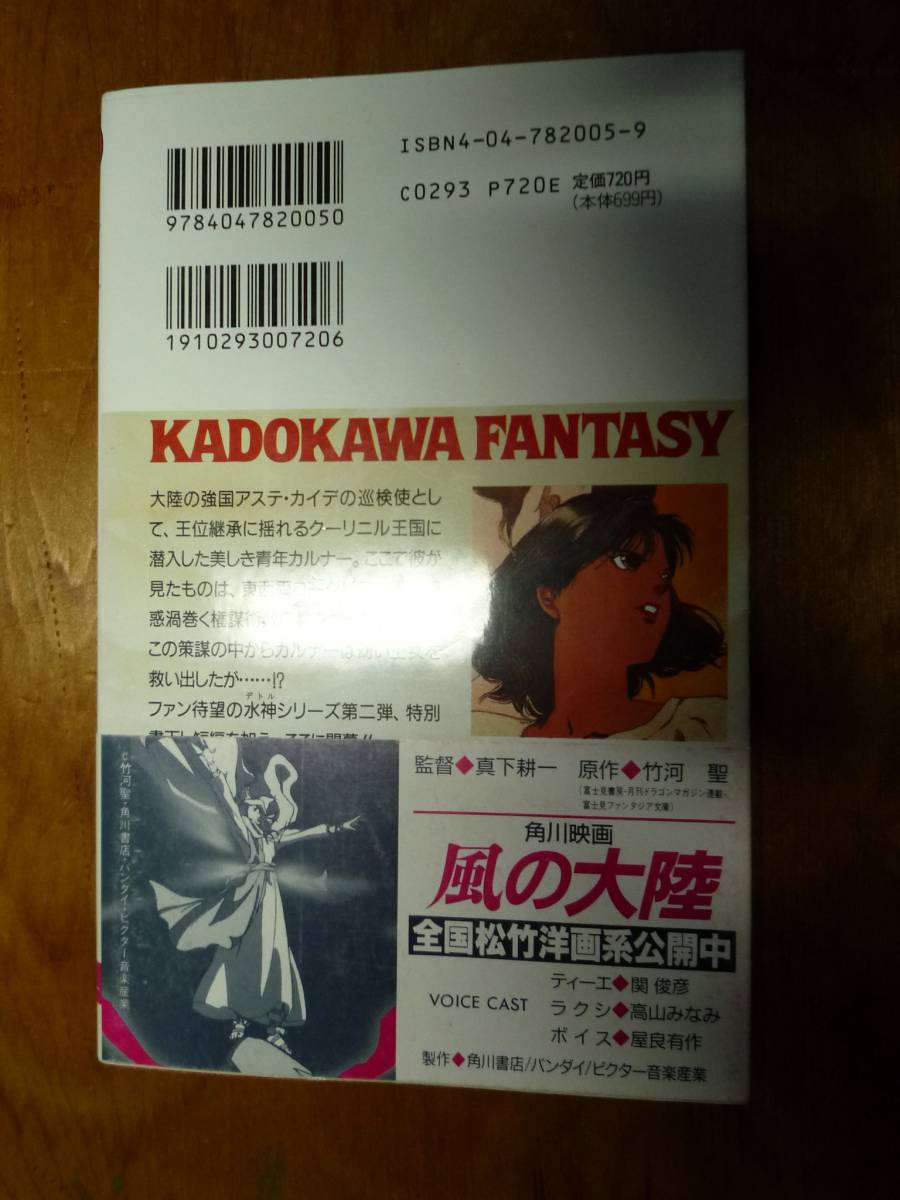 ISBN4-04-782005-9
9784047820050
C0293 P720E 定価720円
(本体699円)
1910293007206
KADOKAWA FANTASY
大陸の強国アステ・カイデの巡検使とし
て、王位継承に揺れるクーリニル王国に
潜入した美しき青年カルナー。ここで彼が
見たものは、東西
惑渦巻く権謀術
この策謀の中からカルナーは幼い王女を
救い出したが……!?
デトル
ファン待望の水神シリーズ第二弾、特別
監督◆真下耕一 原作◆竹河 聖
(富士見書房・月刊ドラゴンマガジン連載・
富士見ファンタジア文庫)
角川映画
風の大陸
全国松竹洋画系公開中
VOICE CAST
ティーエ◆関 俊彦
ラクシ◆高山みなみ
ボイス◆屋良有作
製作◆角川書店/バンダイ/ビクター音楽産業
c竹河聖・角川書店・バンダイ・ビクター音楽産業